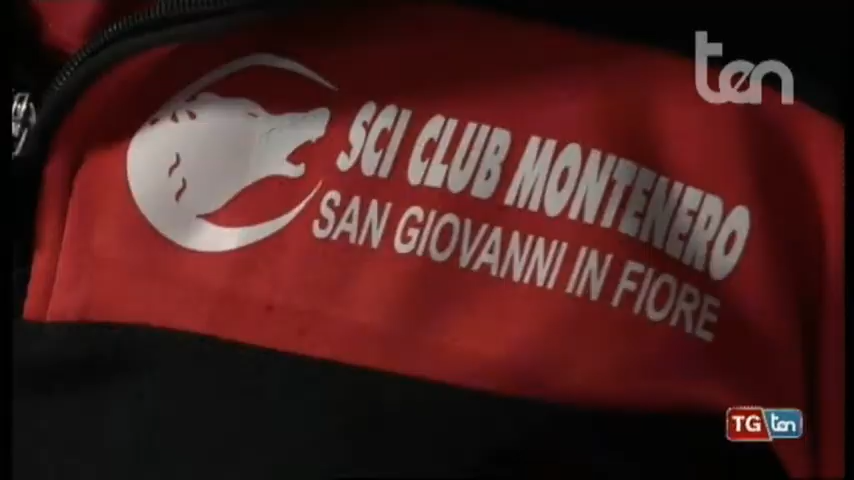 ten
SCI CLUB MONTENERO
SAN GIOVANNI IN FIORE
TG ten